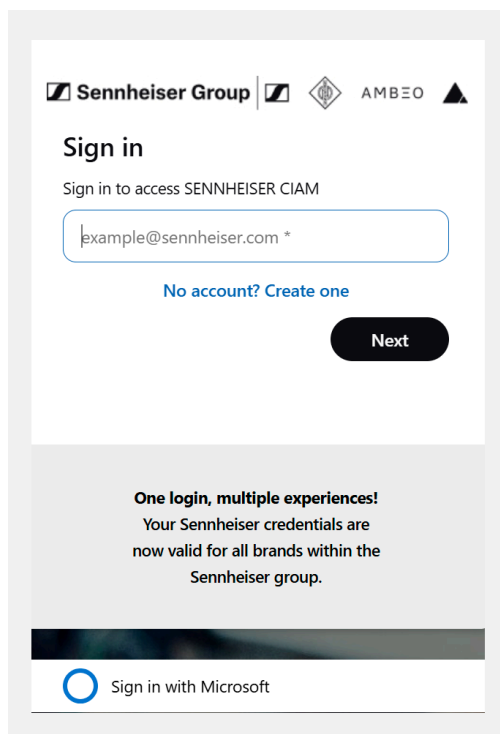 Sennheiser Group
AMBEO
Sign in
Sign in to access SENNHEISER CIAM
example@sennheiser.com *
No account? Create one
Next
One login, multiple experiences!
Your Sennheiser credentials are
now valid for all brands within the
Sennheiser group.
Sign in with Microsoft